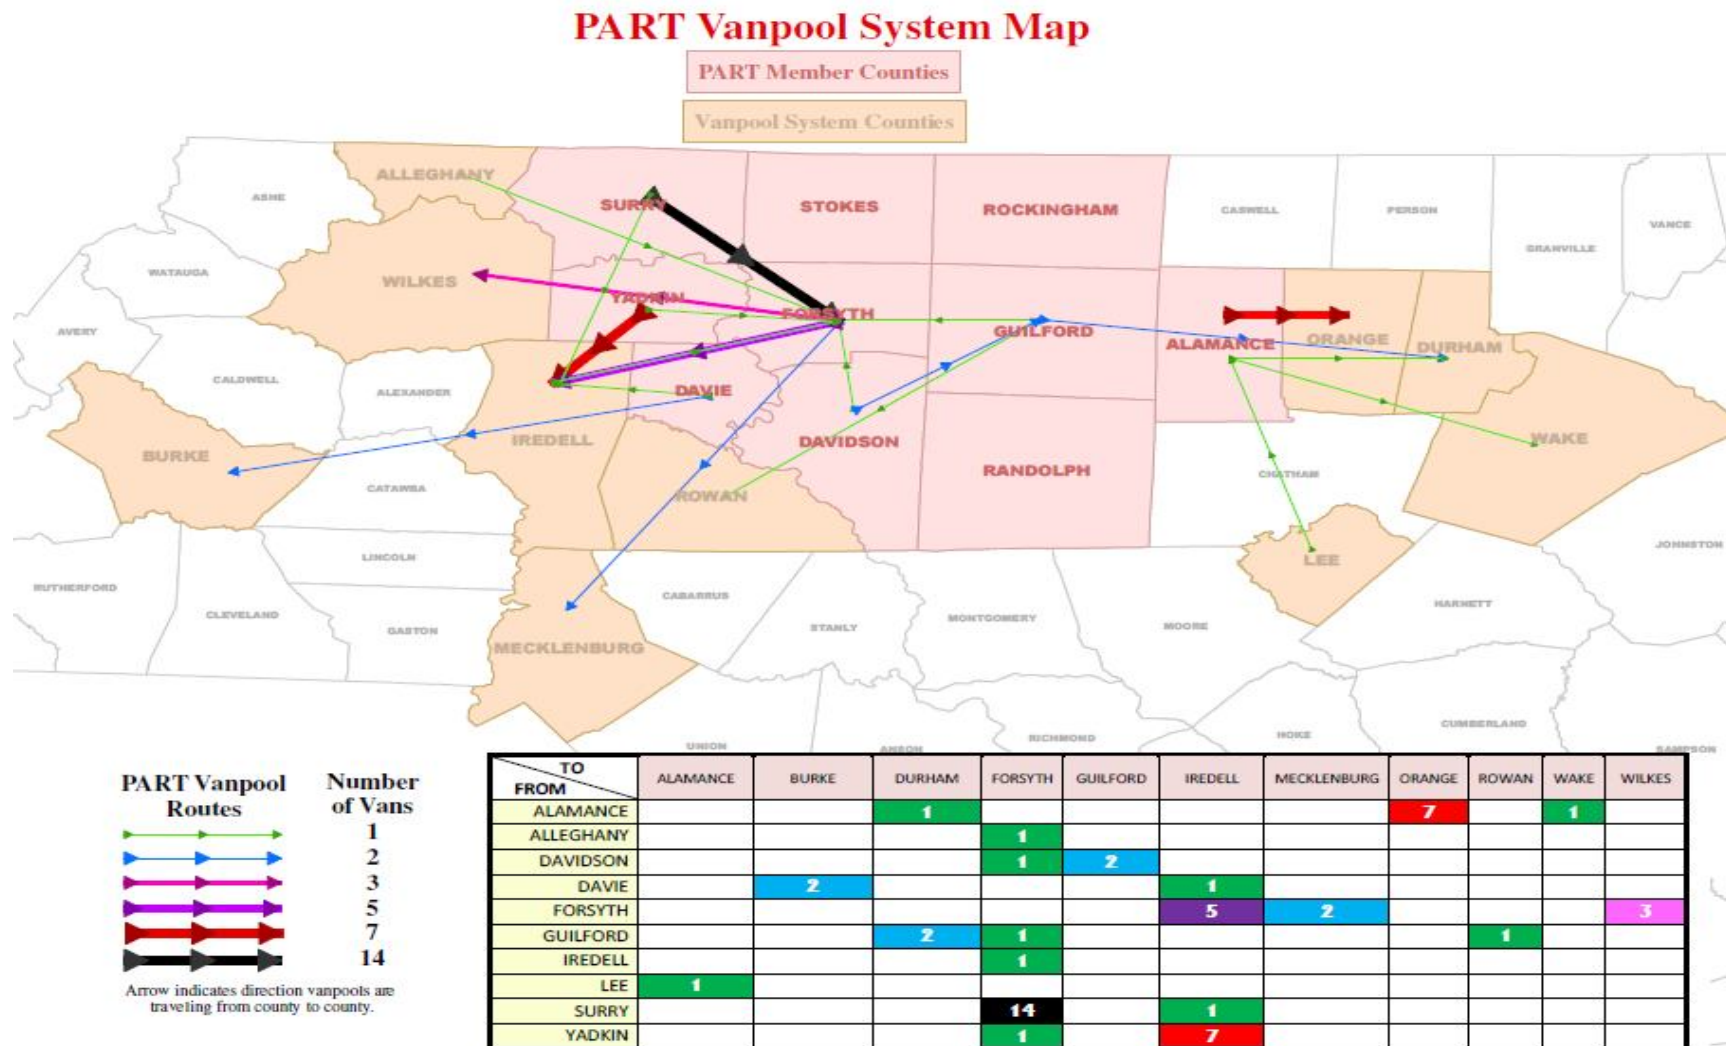 PART Vanpool System Map
PART Member Counties
Vanpool System Counties
ALLEGHANY
ASHE
SURRY
STOKES
ROCKINGHAM
CASWELL
PERSON
VANCE
GRANVILLE
WATAUGA
WILKES
YADKIN
FORSYTH
GUILFORD
ALAMANCE
ORANGE
DURHAM
AVERY
CALDWELL
ALEXANDER
DAVIE
IREDELL
DAVIDSON
WAKE
BURKE
RANDOLPH
CHATHAM
CATAWBA
ROWAN
JOHNSTON
LINCOLN
LEE
RUTHERFORD
CABARRUS
HARNETT
CLEVELAND
GASTON
STANLY
MONTGOMERY
MOORE
MECKLENBURG
CUMBERLAND
UNION
ANSON
RICHMOND
HOKE
SAMPSON
PART Vanpool Number
Routes of Vans
1
2
3
5
7
14
Arrow indicates direction vanpools are
traveling from county to county.
TO
FROM ALAMANCE BURKE DURHAM FORSYTH GUILFORD IREDELL MECKLENBURG ORANGE ROWAN WAKE WILKES
ALAMANCE 1 7 1
ALLEGHANY 1
DAVIDSON 1 2
DAVIE 2 1
FORSYTH 5 2 3
GUILFORD 2 1 1
IREDELL 1
LEE 1
SURRY 14 1
YADKIN 1 7